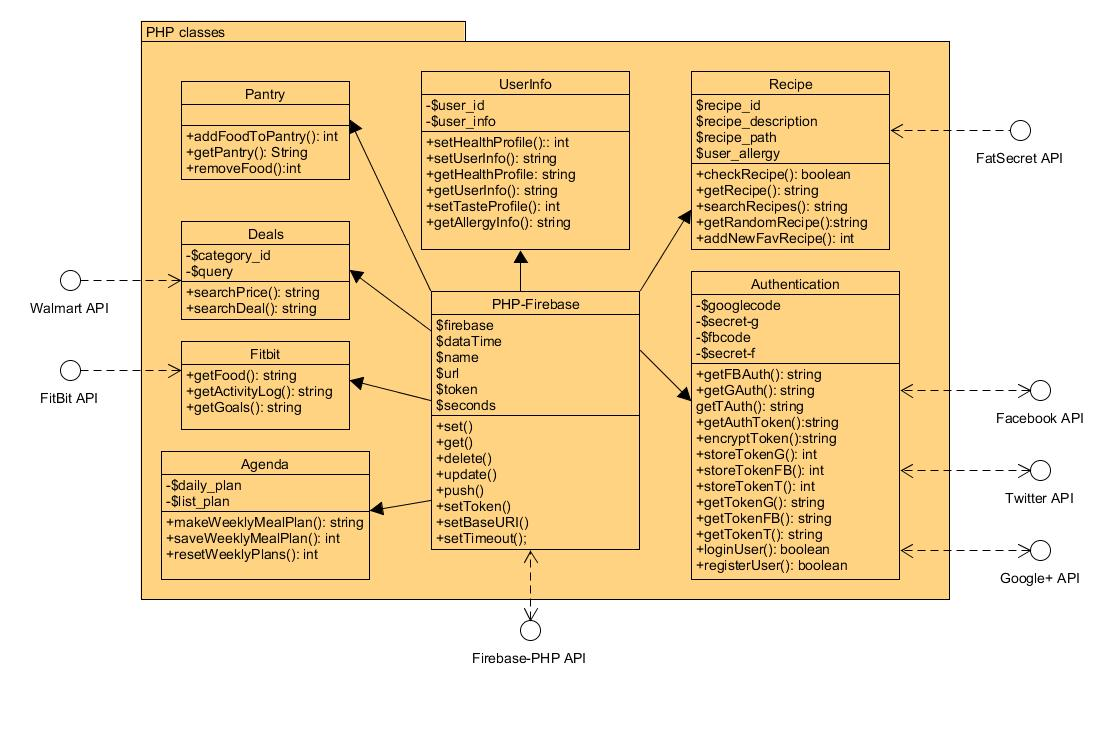 PHP classes
Pantry
+addFoodToPantry(): int
+getPantry(): String
+removeFood():int
UserInfo
-$user_id
-$user_info
+setHealthProfile():: int
+setUserInfo(): string
+getHealthProfile: string
+getUserInfo(): string
+setTasteProfile(): int
+getAllergyInfo(): string
Recipe
$recipe_id
$recipe_description
$recipe_path
$user_allergy
+checkRecipe(): boolean
+getRecipe(): string
+searchRecipes(): string
+getRandomRecipe():string
+addNewFavRecipe(): int
FatSecret API
Deals
-$category_id
-$query
+searchPrice(): string
+searchDeal(): string
Walmart API
Fitbit
+getFood(): string
+getActivityLog(): string
+getGoals(): string
FitBit API
Agenda
-$daily_plan
-$list_plan
+makeWeeklyMealPlan(): string
+saveWeeklyMealPlan(): int
+resetWeeklyPlans(): int
PHP-Firebase
$firebase
$dataTime
$name
$url
$token
$seconds
+set()
+get()
+delete()
+update()
+push()
+setToken()
+setBaseURI()
+setTimeout();
Authentication
-$googlecode
-$secret-g
-$fbcode
-$secret-f
+getFBAuth(): string
+getGAuth(): string
getTAuth(): string
+getAuthToken():string
+encryptToken():string
+storeTokenG(): int
+storeTokenFB(): int
+storeTokenT(): int
+getTokenG(): string
+getTokenFB(): string
+getTokenT(): string
+loginUser(): boolean
+registerUser(): boolean
Facebook API
Twitter API
Google+ API
Firebase-PHP API